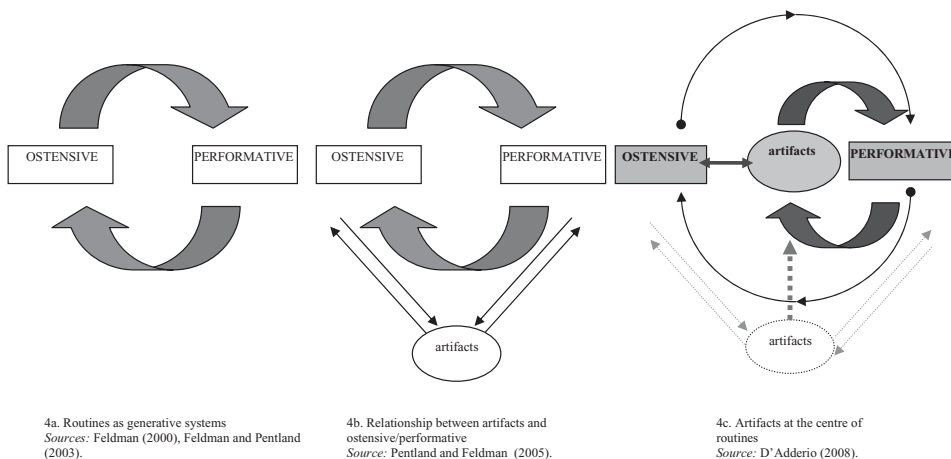 OSTENSIVE
PERFORMATIVE
4a. Routines as generative systems
Sources: Feldman (2000), Feldman and Pentland
(2003).
OSTENSIVE
PERFORMATIVE
artifacts
4b. Relationship between artifacts and
ostensive/performative
Source: Pentland and Feldman (2005).
OSTENSIVE
artifacts
PERFORMATIVE
artifacts
4c. Artifacts at the centre of
routines
Source: D’Adderio (2008).